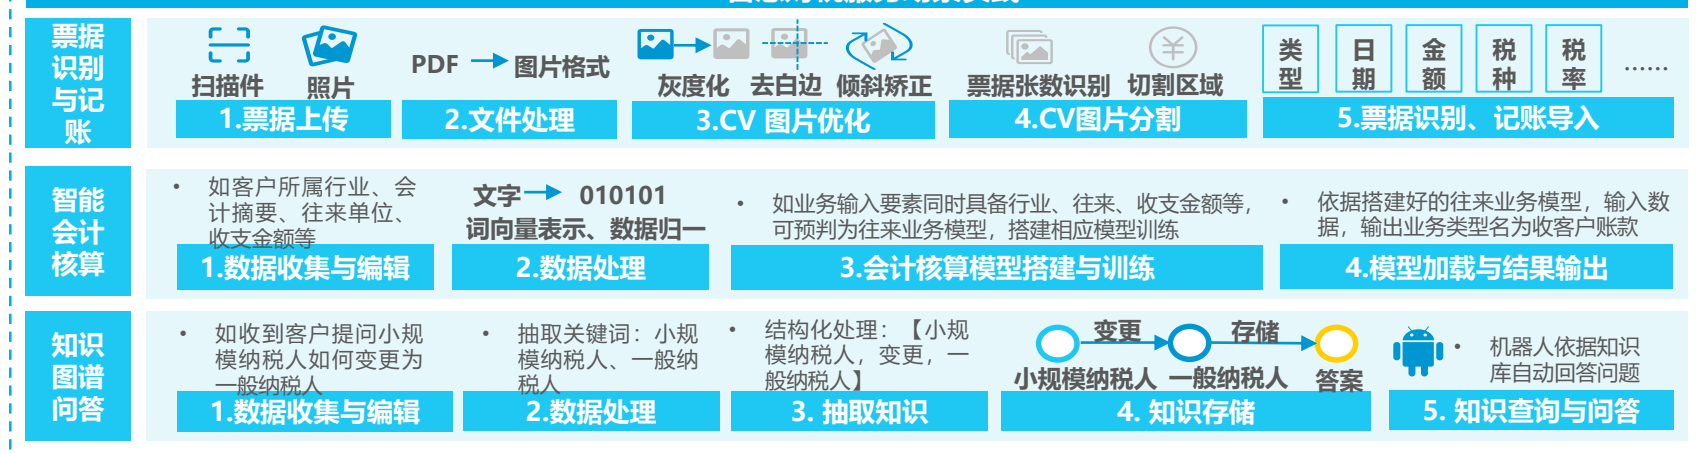 票据
识别
与记
账
扫描件
照片
PDF
图片格式
灰度化
去白边
倾斜矫正
票据张数识别
切割区域
类
型
日
期
金
额
税
种
税
率
......
1.票据上传
2.文件处理
3.CV 图片优化
4.CV图片分割
5.票据识别、记账导入
智能
会计
核算
• 如客户所属行业、会
计摘要、往来单位、
收支金额等
文字
010101
词向量表示、数据归一
• 如业务输入要素同时具备行业、往来、收支金额等，
可预判为往来业务模型，搭建相应模型训练
• 依据搭建好的往来业务模型，输入数
据，输出业务类型名为收客户账款
1.数据收集与编辑
2.数据处理
3.会计核算模型搭建与训练
4.模型加载与结果输出
知识
图谱
问答
• 如收到客户提问小规
模纳税人如何变更为
一般纳税人
• 抽取关键词：小规
模纳税人、一般纳
税人
• 结构化处理：【小规
模纳税人，变更，一
般纳税人】
变更
存储
小规模纳税人
一般纳税人
答案
• 机器人依据知识
库自动回答问题
1.数据收集与编辑
2.数据处理
3. 抽取知识
4. 知识存储
5. 知识查询与问答